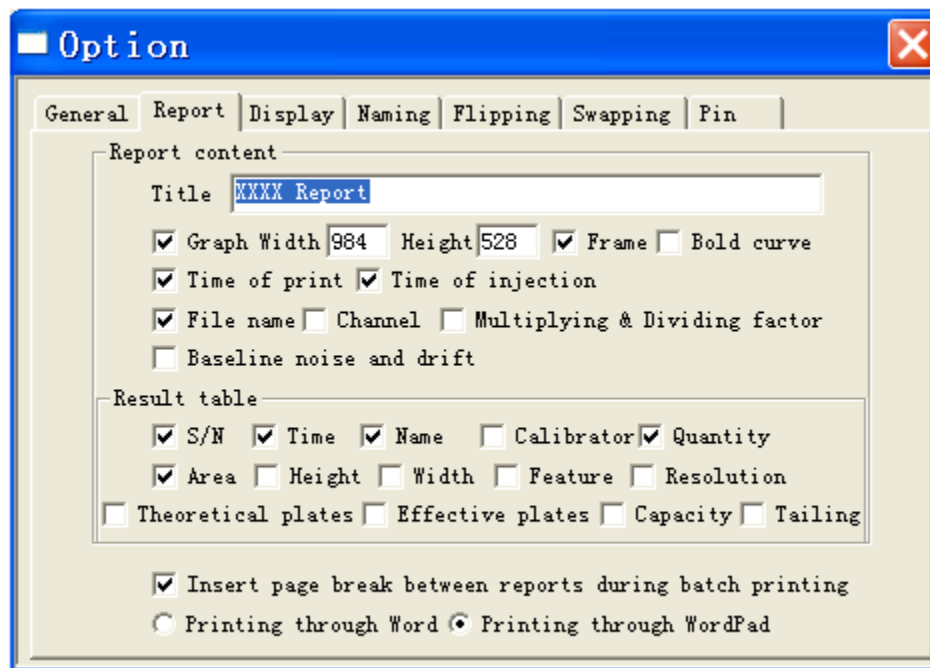 Option
General Report Display Naming Flipping Swapping Pin
Report content
Title XXXX Report
Graph Width 984 Height 528 Frame Bold curve
Time of print Time of injection
File name Channel Multiplying & Dividing factor
Baseline noise and drift
Result table
S/N Time Name Calibrator Quantity
Area Height Width Feature Resolution
Theoretical plates Effective plates Capacity Tailing
Insert page break between reports during batch printing
Printing through Word Printing through WordPad